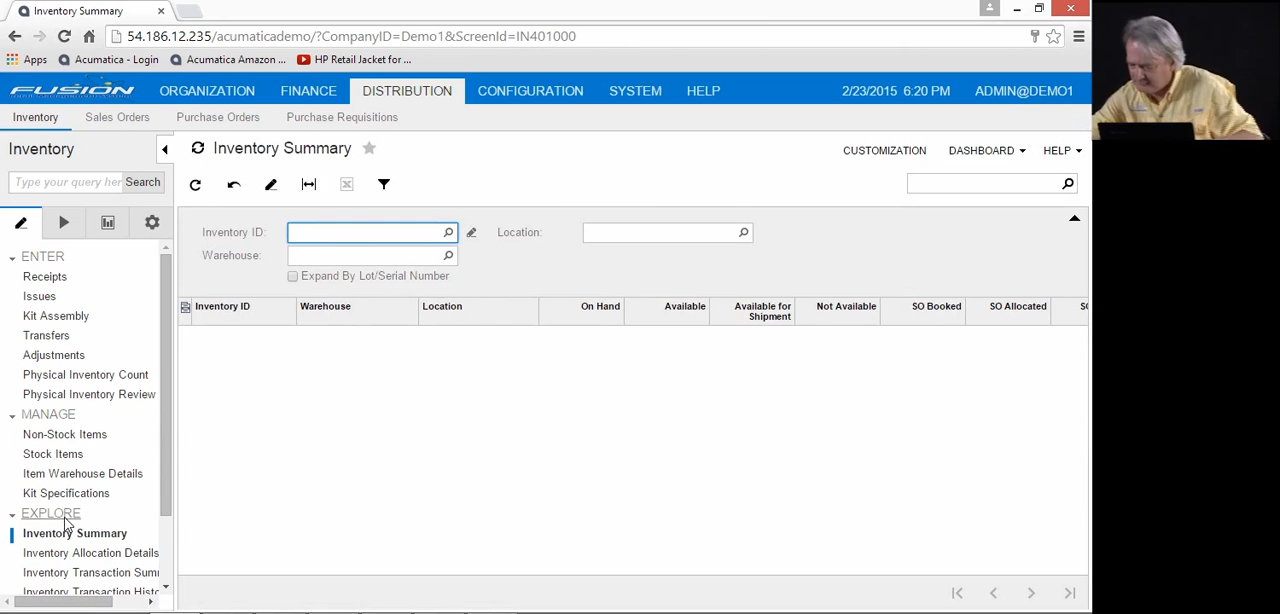 Inventory Summary
54.186.12.235/acumaticademo/?CompanyID=Demo1&ScreenId=IN401000
Apps Acumatica - Login Acumatica Amazon ... HP Retail Jacket for ...
FUSION ORGANIZATION FINANCE DISTRIBUTION CONFIGURATION SYSTEM HELP 2/23/2015 6:20 PM ADMIN@DEMO1
Inventory Sales Orders Purchase Orders Purchase Requisitions
Inventory
Inventory Summary
CUSTOMIZATION DASHBOARD HELP
Type your query her Search
Inventory ID: Location:
Warehouse:
Expand By Lot/Serial Number
Inventory ID Warehouse Location On Hand Available Available for Shipment Not Available SO Booked SO Allocated
ENTER
Receipts
Issues
Kit Assembly
Transfers
Adjustments
Physical Inventory Count
Physical Inventory Review
MANAGE
Non-Stock Items
Stock Items
Item Warehouse Details
Kit Specifications
EXPLORE
Inventory Summary
Inventory Allocation Details
Inventory Transaction Sum
Inventory Transaction Histo